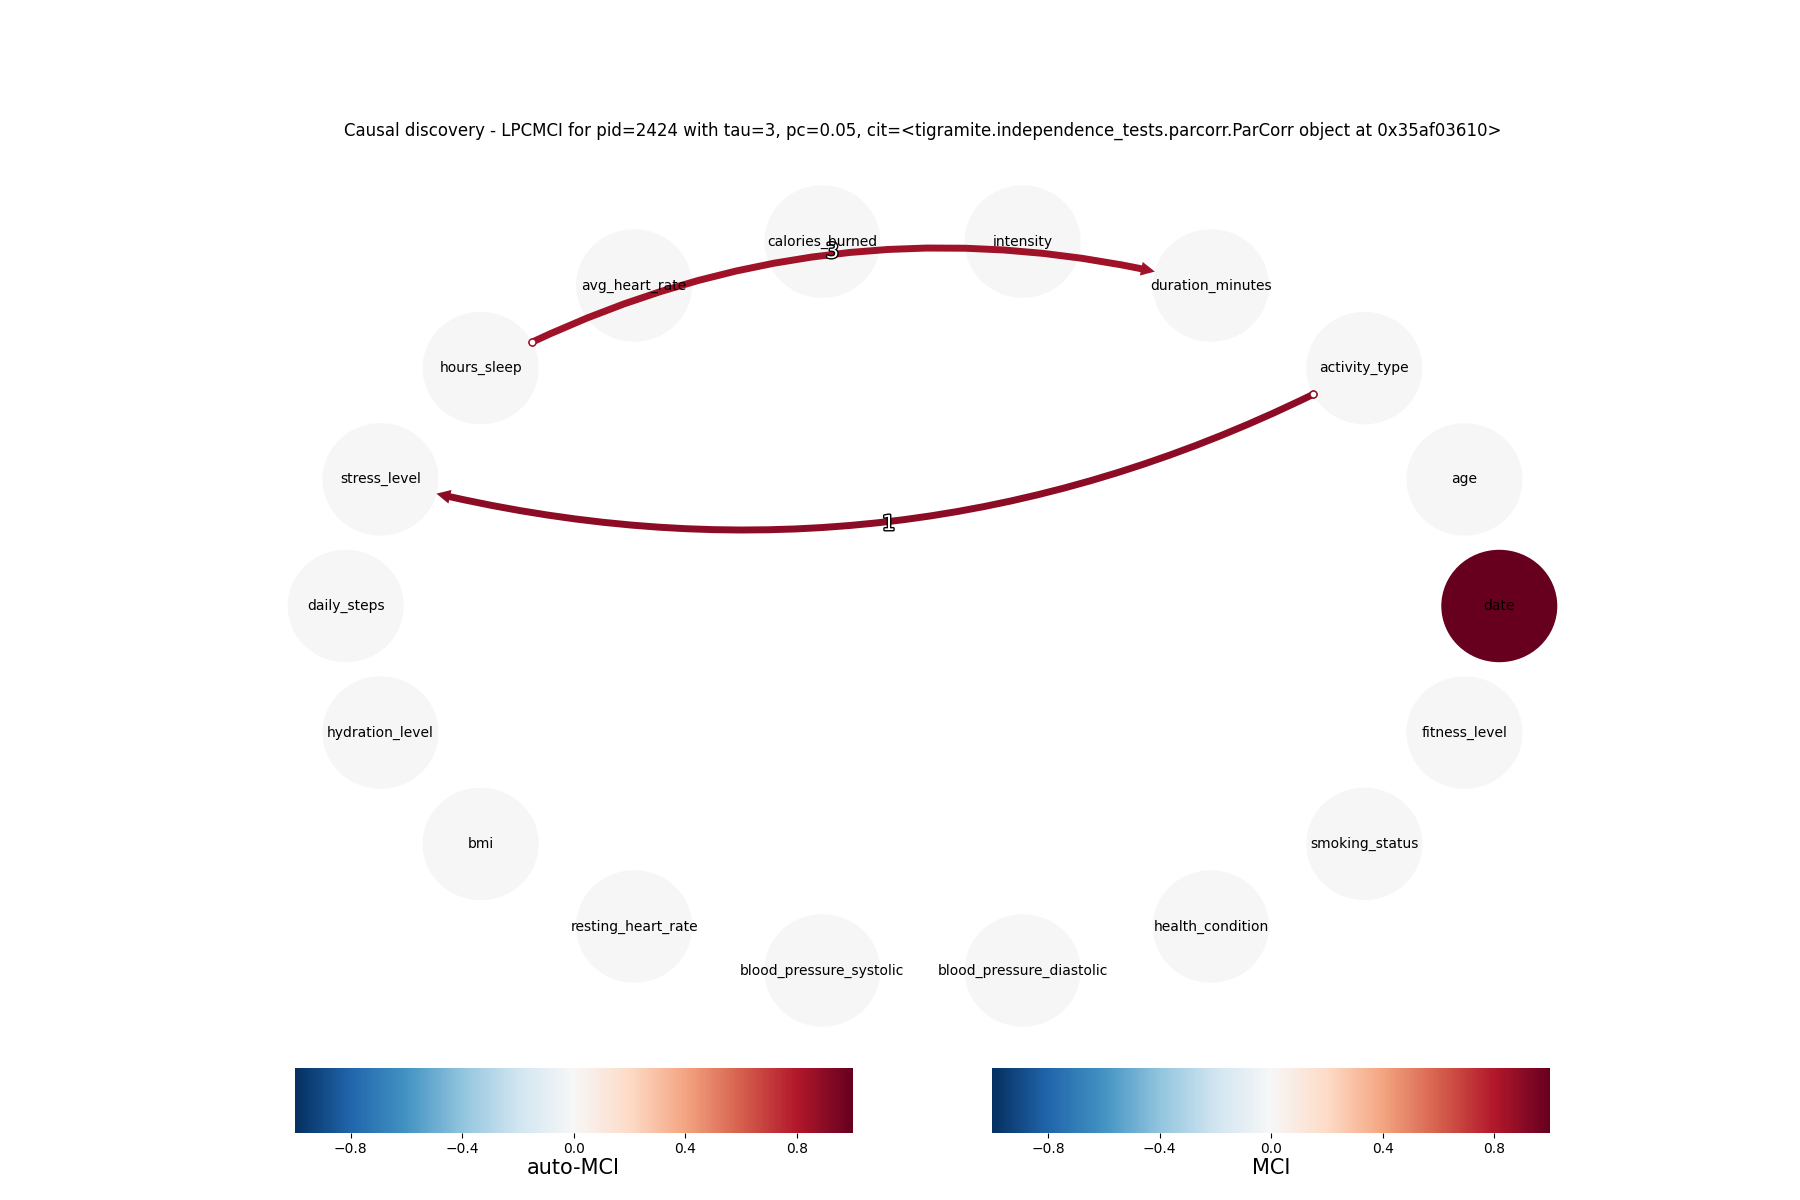 Causal discovery - LPCMCI for pid=2424 with tau=3, pc=0.05, cit=<tigramite.independence_tests.parcorr.ParCorr object at 0x35af03610>
calories_burned
intensity
3
avg_heart_rate
duration_minutes
hours_sleep
activity_type
stress_level
age
1
daily_steps
date
hydration_level
fitness_level
bmi
smoking_status
resting_heart_rate
health_condition
blood_pressure_systolic
blood_pressure_diastolic
−0.8 −0.4 0.0 0.4 0.8
auto-MCI
−0.8 −0.4 0.0 0.4 0.8
MCI